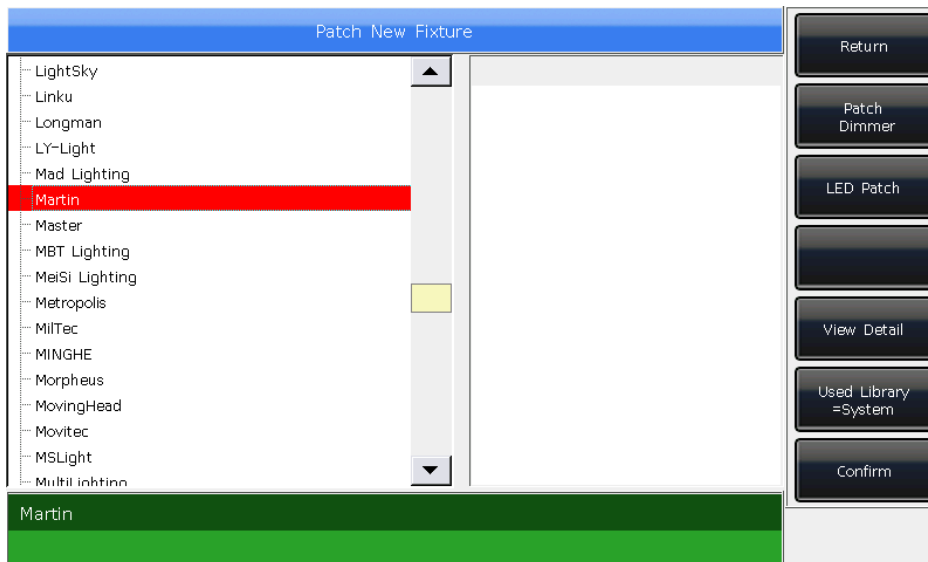 Patch New Fixture
LightSky
Linku
Longman
LY-Light
Mad Lighting
Martin
Master
MBT Lighting
MeiSi Lighting
Metropolis
MilTec
MINGHE
Morpheus
MovingHead
Movitec
MSLight
MultiLighting
Martin
Return
Patch
Dimmer
LED Patch
View Detail
Used Library
=System
Confirm